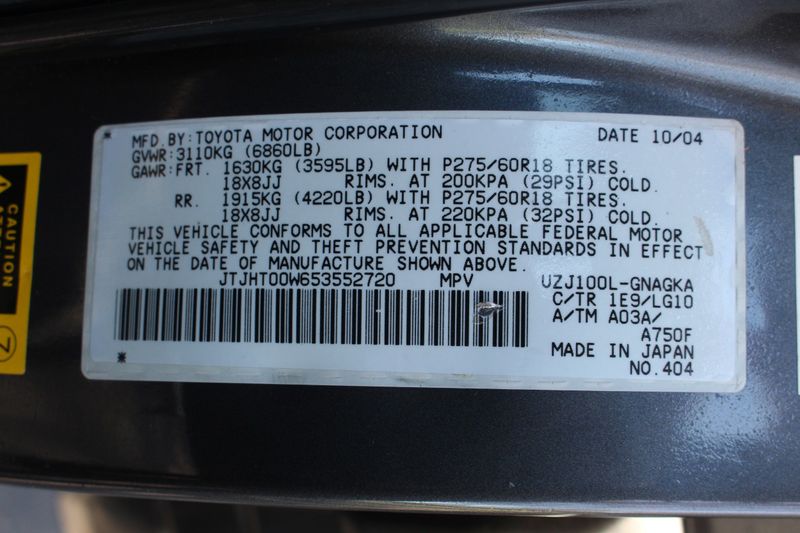 MFD.BY:TOYOTA MOTOR CORPORATION DATE 10/04
GVWR:3110KG (6860LB)
GAWR:FRT. 1630KG (3595LB) WITH P275/60R18 TIRES.
18X8JJ RIMS. AT 200KPA (29PSI) COLD.
RR. 1915KG (4220LB) WITH P275/60R18 TIRES.
18X8JJ RIMS. AT 220KPA (32PSI) COLD.
THIS VEHICLE CONFORMS TO ALL APPLICABLE FEDERAL MOTOR
VEHICLE SAFETY AND THEFT PREVENTION STANDARDS IN EFFECT
ON THE DATE OF MANUFACTURE SHOWN ABOVE.
JTJHT00W653552720 MPV UZJ100L-GNAGKA
C/TR 1E9/LG10
A/TM A03A/
A750F
MADE IN JAPAN
NO.404
CAUTION
7